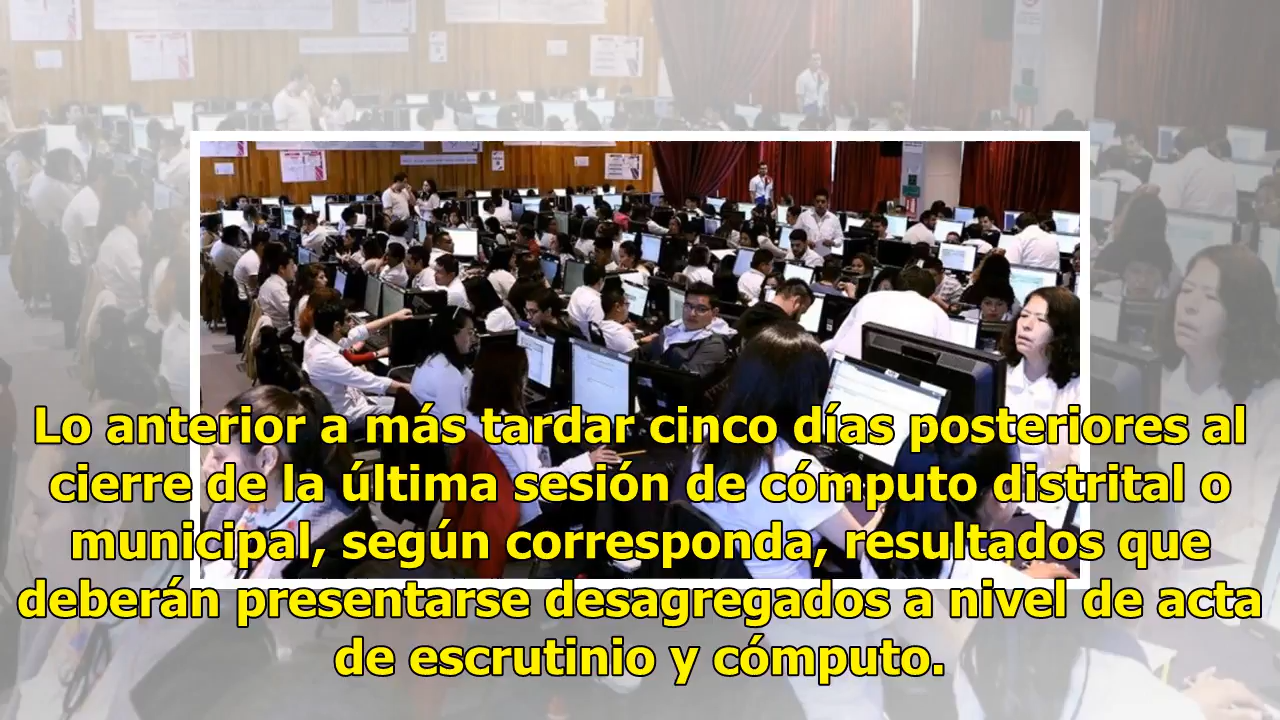 Lo anterior a más tardar cinco días posteriores al
cierre de la última sesión de cómputo distrital o
municipal, según corresponda, resultados que
deberán presentarse desagregados a nivel de acta
de escrutinio y cómputo.